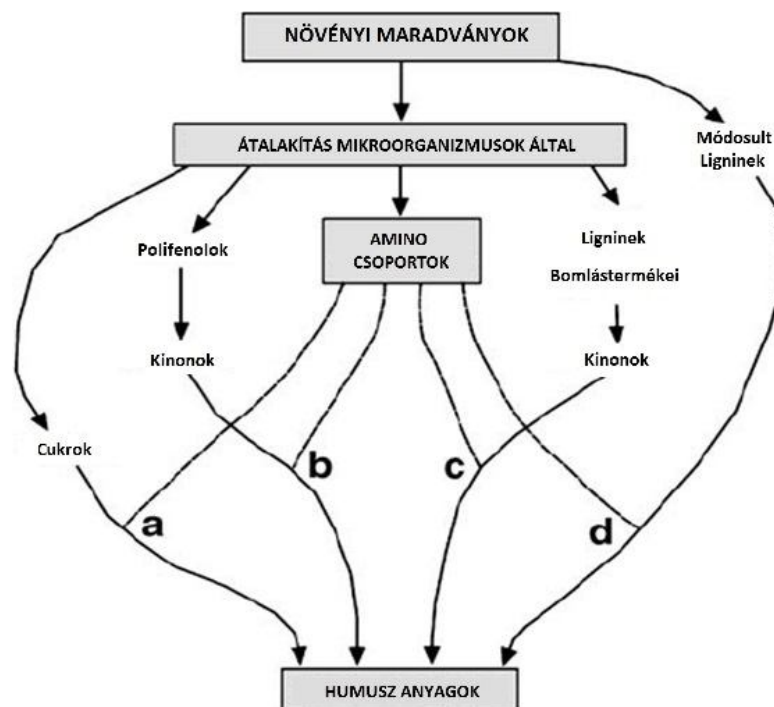 NÖVÉNYI MARADVÁNYOK
ÁTALAKÍTÁS MIKROORGANIZMUSOK ÁLTAL
Módosult
Ligninek
Polifenolok
AMINO
CSOPORTOK
Ligninek
Bomlástermékei
Kinonok
Kinonok
Cukrok
a
b
c
d
HUMUSZ ANYAGOK